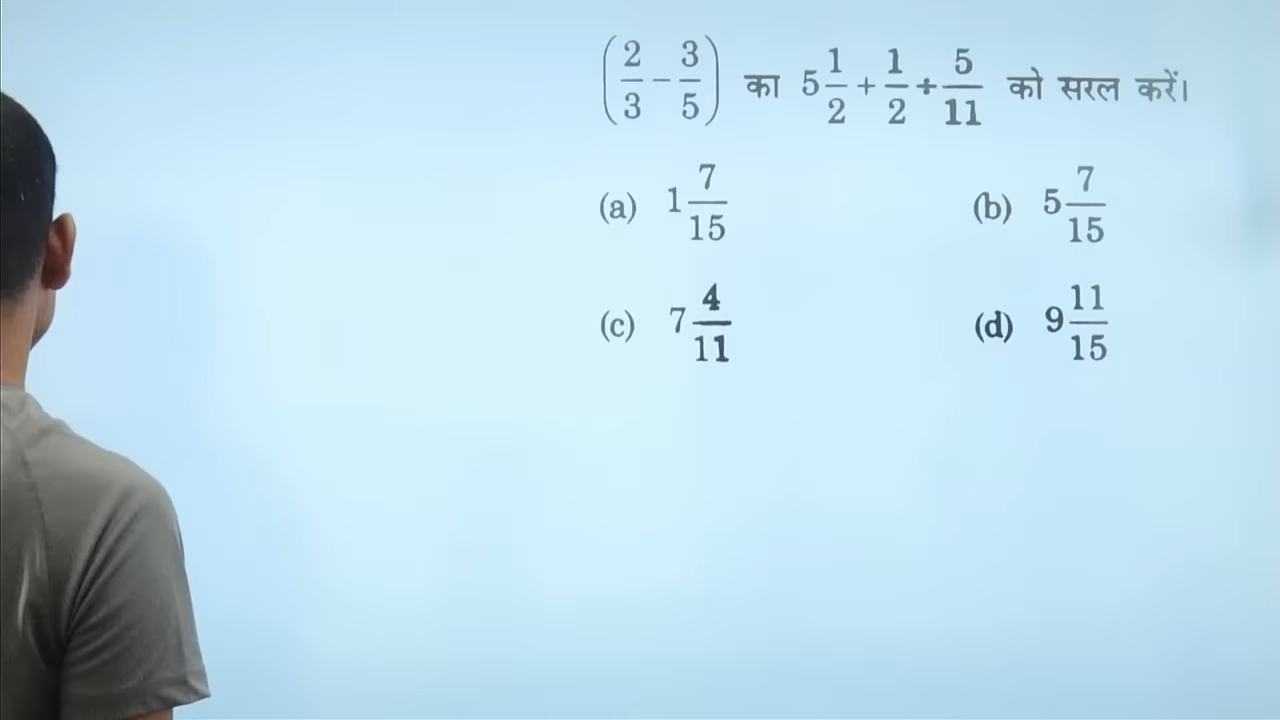 (2/3 − 3/5) का 5 1/2 + 1/2 ÷ 5/11 को सरल करें।
(a) 1 7/15 (b) 5 7/15
(c) 7 4/11 (d) 9 11/15